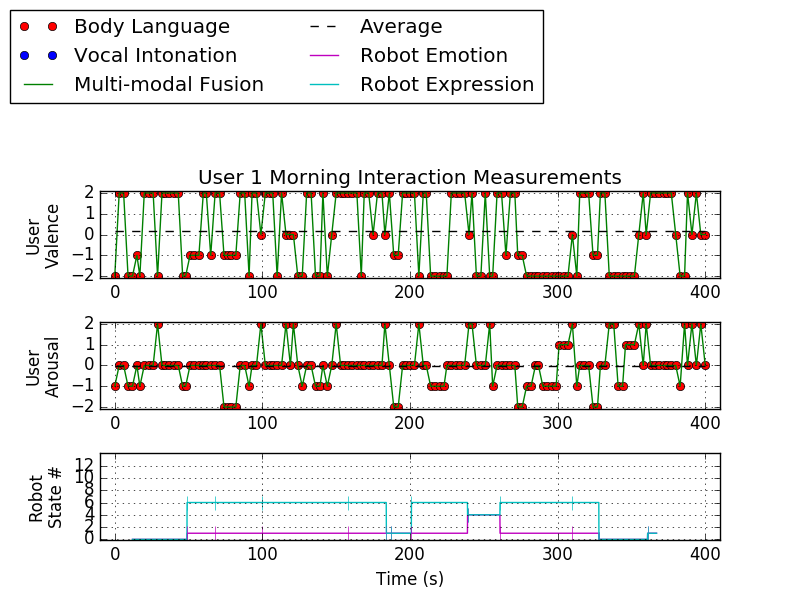 Body Language
Vocal Intonation
Multi-modal Fusion
Average
Robot Emotion
Robot Expression
User 1 Morning Interaction Measurements
User
Valence
2
1
0
−1
−2
0 100 200 300 400
User
Arousal
2
1
0
−1
−2
0 100 200 300 400
Robot
State #
12
10
8
6
4
2
0
0 100 200 300 400
Time (s)